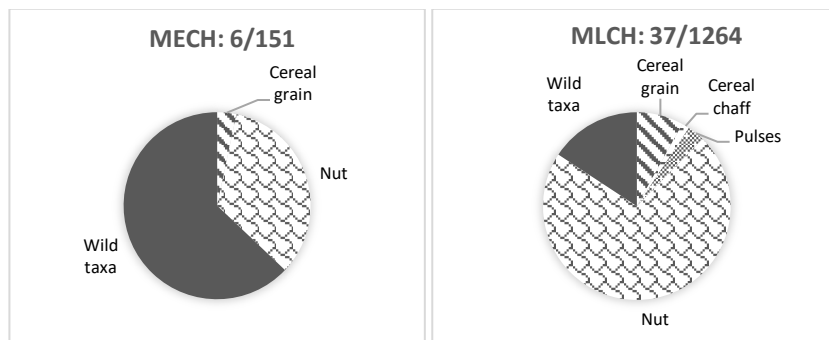 MECH: 6/151
Cereal
grain
Nut
Wild
taxa
MLCH: 37/1264
Wild
taxa
Cereal
grain
Cereal
chaff
Pulses
Nut